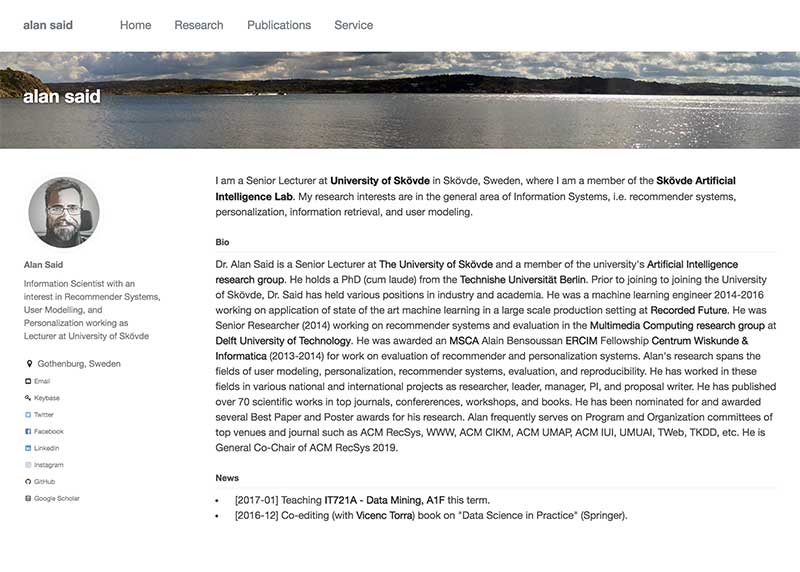 alan said Home Research Publications Service
alan said
Alan Said
Information Scientist with an
interest in Recommender Systems,
User Modelling, and
Personalization working as
Lecturer at University of Skövde
Gothenburg, Sweden
Email
Keybase
Twitter
Facebook
LinkedIn
Instagram
GitHub
Google Scholar
I am a Senior Lecturer at University of Skövde in Skövde, Sweden, where I am a member of the Skövde Artificial
Intelligence Lab. My research interests are in the general area of Information Systems, i.e. recommender systems,
personalization, information retrieval, and user modeling.
Bio
Dr. Alan Said is a Senior Lecturer at The University of Skövde and a member of the university's Artificial Intelligence
research group. He holds a PhD (cum laude) from the Technishe Universität Berlin. Prior to joining to joining the University
of Skövde, Dr. Said has held various positions in industry and academia. He was a machine learning engineer 2014-2016
working on application of state of the art machine learning in a large scale production setting at Recorded Future. He was
Senior Researcher (2014) working on recommender systems and evaluation in the Multimedia Computing research group at
Delft University of Technology. He was awarded an MSCA Alain Bensoussan ERCIM Fellowship Centrum Wiskunde &
Informatica (2013-2014) for work on evaluation of recommender and personalization systems. Alan's research spans the
fields of user modeling, personalization, recommender systems, evaluation, and reproducibility. He has worked in these
fields in various national and international projects as researcher, leader, manager, PI, and proposal writer. He has published
over 70 scientific works in top journals, confererences, workshops, and books. He has been nominated for and awarded
several Best Paper and Poster awards for his research. Alan frequently serves on Program and Organization committees of
top venues and journal such as ACM RecSys, WWW, ACM CIKM, ACM UMAP, ACM IUI, UMUAI, TWeb, TKDD, etc. He is
General Co-Chair of ACM RecSys 2019.
News
• [2017-01] Teaching IT721A - Data Mining, A1F this term.
• [2016-12] Co-editing (with Vicenc Torra) book on "Data Science in Practice" (Springer).